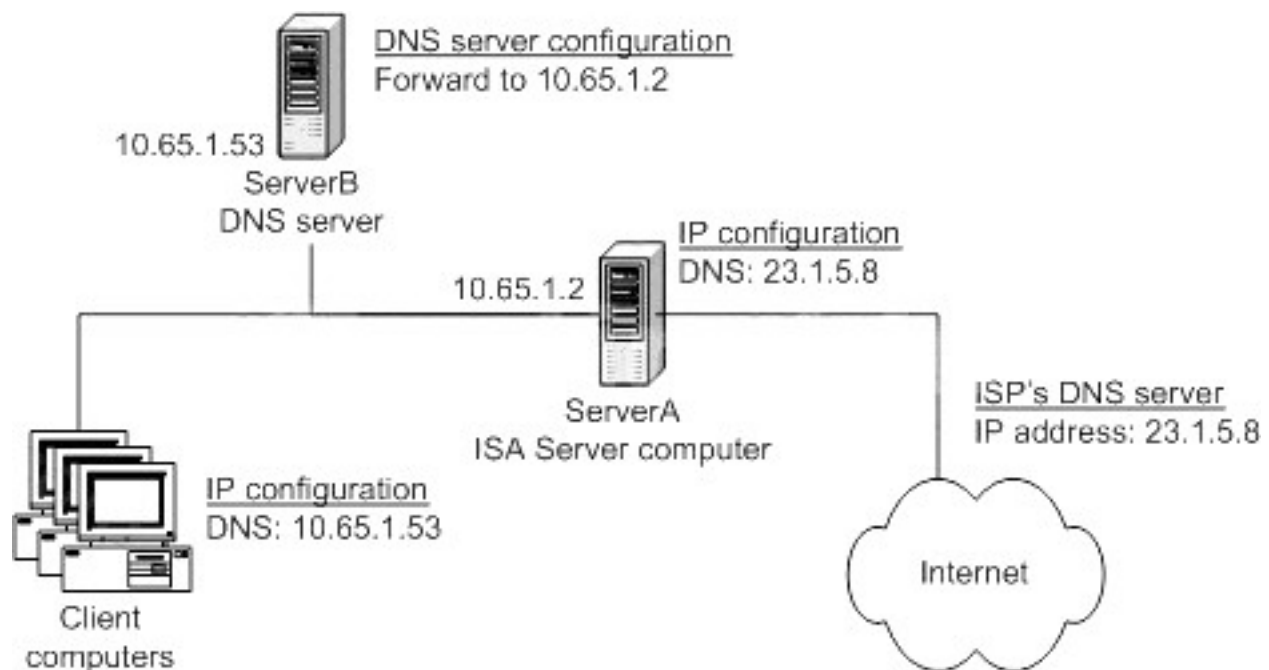 DNS server configuration
Forward to 10.65.1.2
10.65.1.53
ServerB
DNS server
IP configuration
DNS: 23.1.5.8
10.65.1.2
ServerA
ISA Server computer
ISP's DNS server
IP address: 23.1.5.8
IP configuration
DNS: 10.65.1.53
Internet
Client
computers